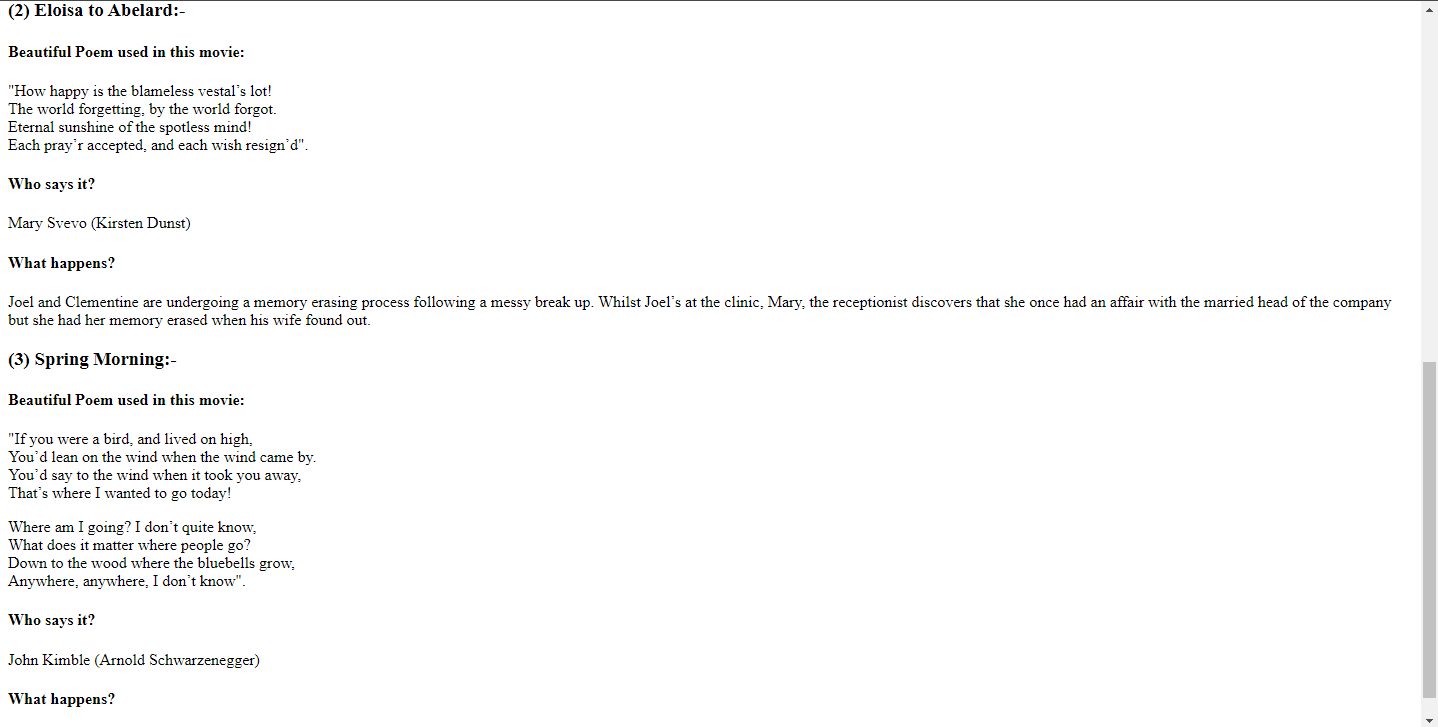 (2) Eloisa to Abelard:-
Beautiful Poem used in this movie:
"How happy is the blameless vestal’s lot!
The world forgetting, by the world forgot.
Eternal sunshine of the spotless mind!
Each pray’r accepted, and each wish resign’d".
Who says it?
Mary Svevo (Kirsten Dunst)
What happens?
Joel and Clementine are undergoing a memory erasing process following a messy break up. Whilst Joel’s at the clinic, Mary, the receptionist discovers that she once had an affair with the married head of the company
but she had her memory erased when his wife found out.
(3) Spring Morning:-
Beautiful Poem used in this movie:
"If you were a bird, and lived on high,
You’d lean on the wind when the wind came by.
You’d say to the wind when it took you away,
That’s where I wanted to go today!
Where am I going? I don’t quite know,
What does it matter where people go?
Down to the wood where the bluebells grow,
Anywhere, anywhere, I don’t know".
Who says it?
John Kimble (Arnold Schwarzenegger)
What happens?